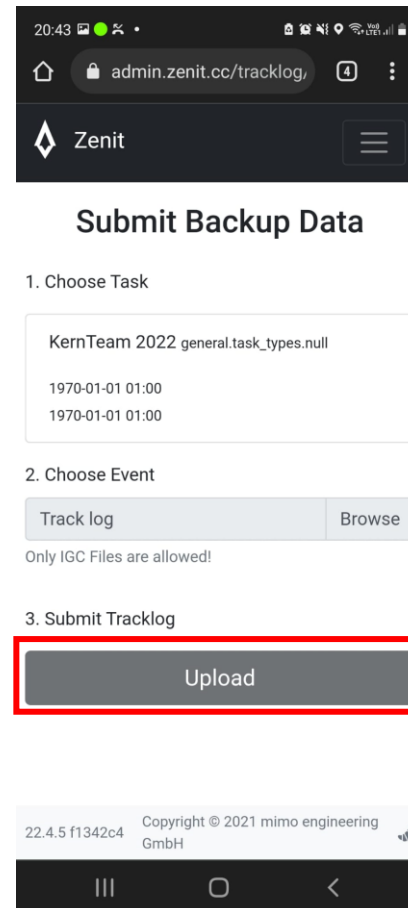 20:43
admin.zenit.cc/tracklog/
4
Zenit
Submit Backup Data
1. Choose Task
KernTeam 2022 general.task_types.null
1970-01-01 01:00
1970-01-01 01:00
2. Choose Event
Track log Browse
Only IGC Files are allowed!
3. Submit Tracklog
Upload
22.4.5 f1342c4 Copyright © 2021 mimo engineering
GmbH